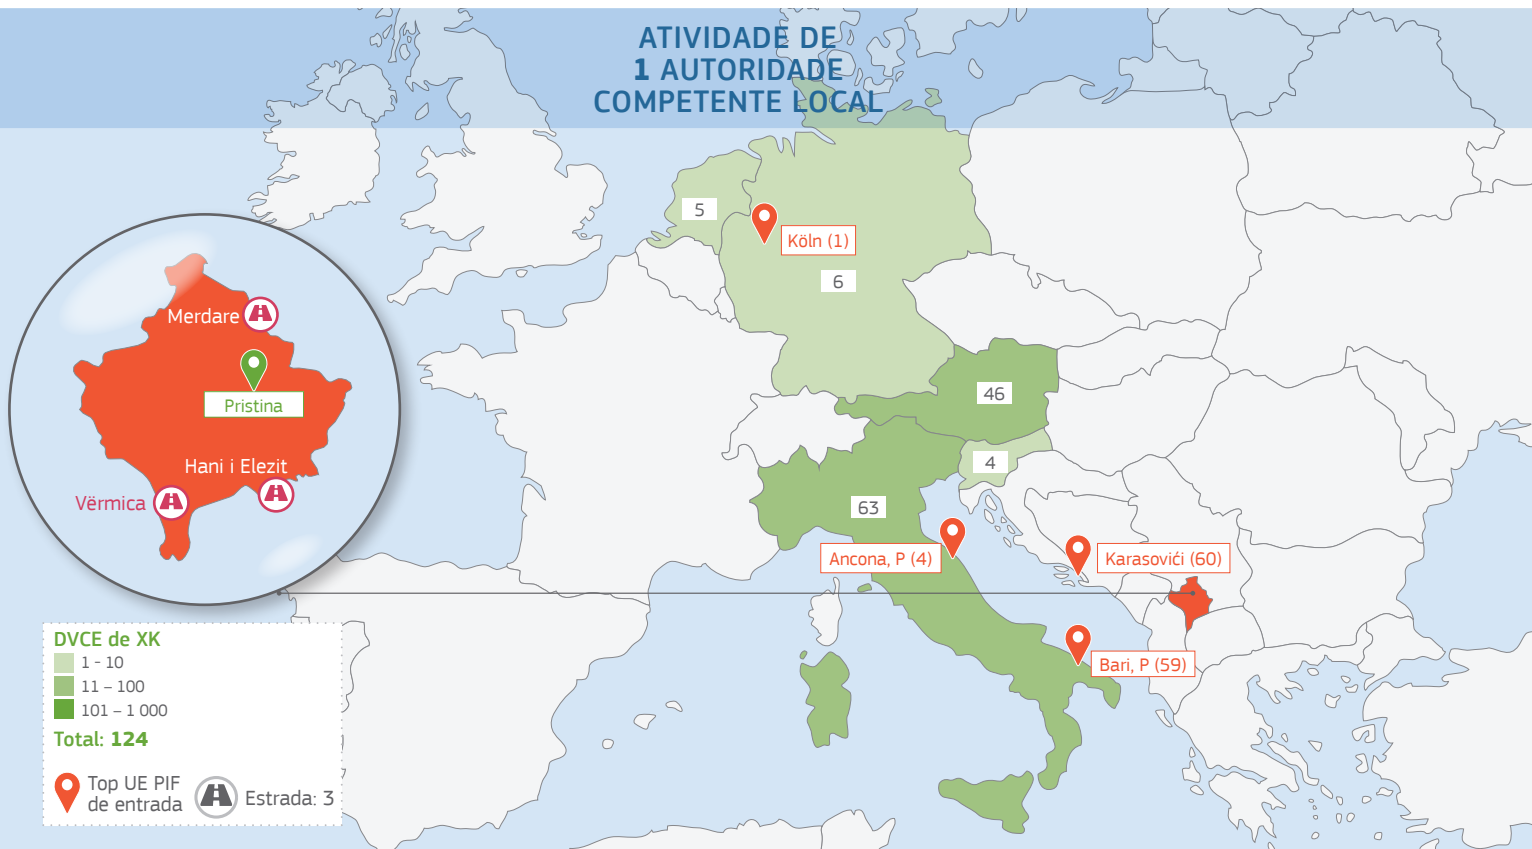 ATIVIDADE DE
1 AUTORIDADE
COMPETENTE LOCAL
5
Köln (1)
6
46
4
63
Ancona, P (4)
Karasovići (60)
Bari, P (59)
Merdare
Pristina
Hani i Elezit
Vërmica
DVCE de XK
1 - 10
11 – 100
101 – 1 000
Total: 124
Top UE PIF
de entrada
Estrada: 3